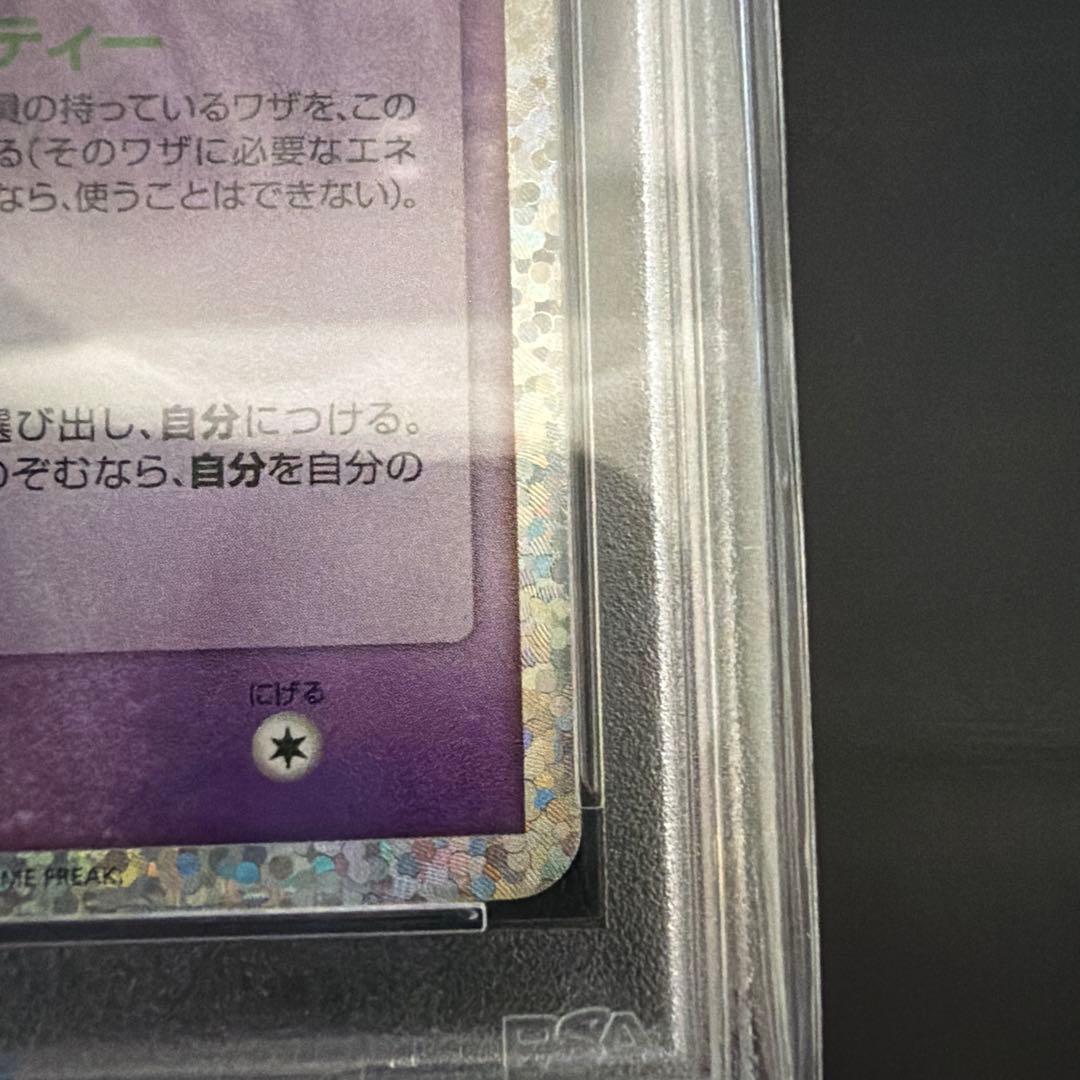 ティー
員の持っているワザを、この
る(そのワザに必要なエネ
なら、使うことはできない)。
選び出し、自分につける。
のぞむなら、自分を自分の
にげる
ME FREAK.
PSA